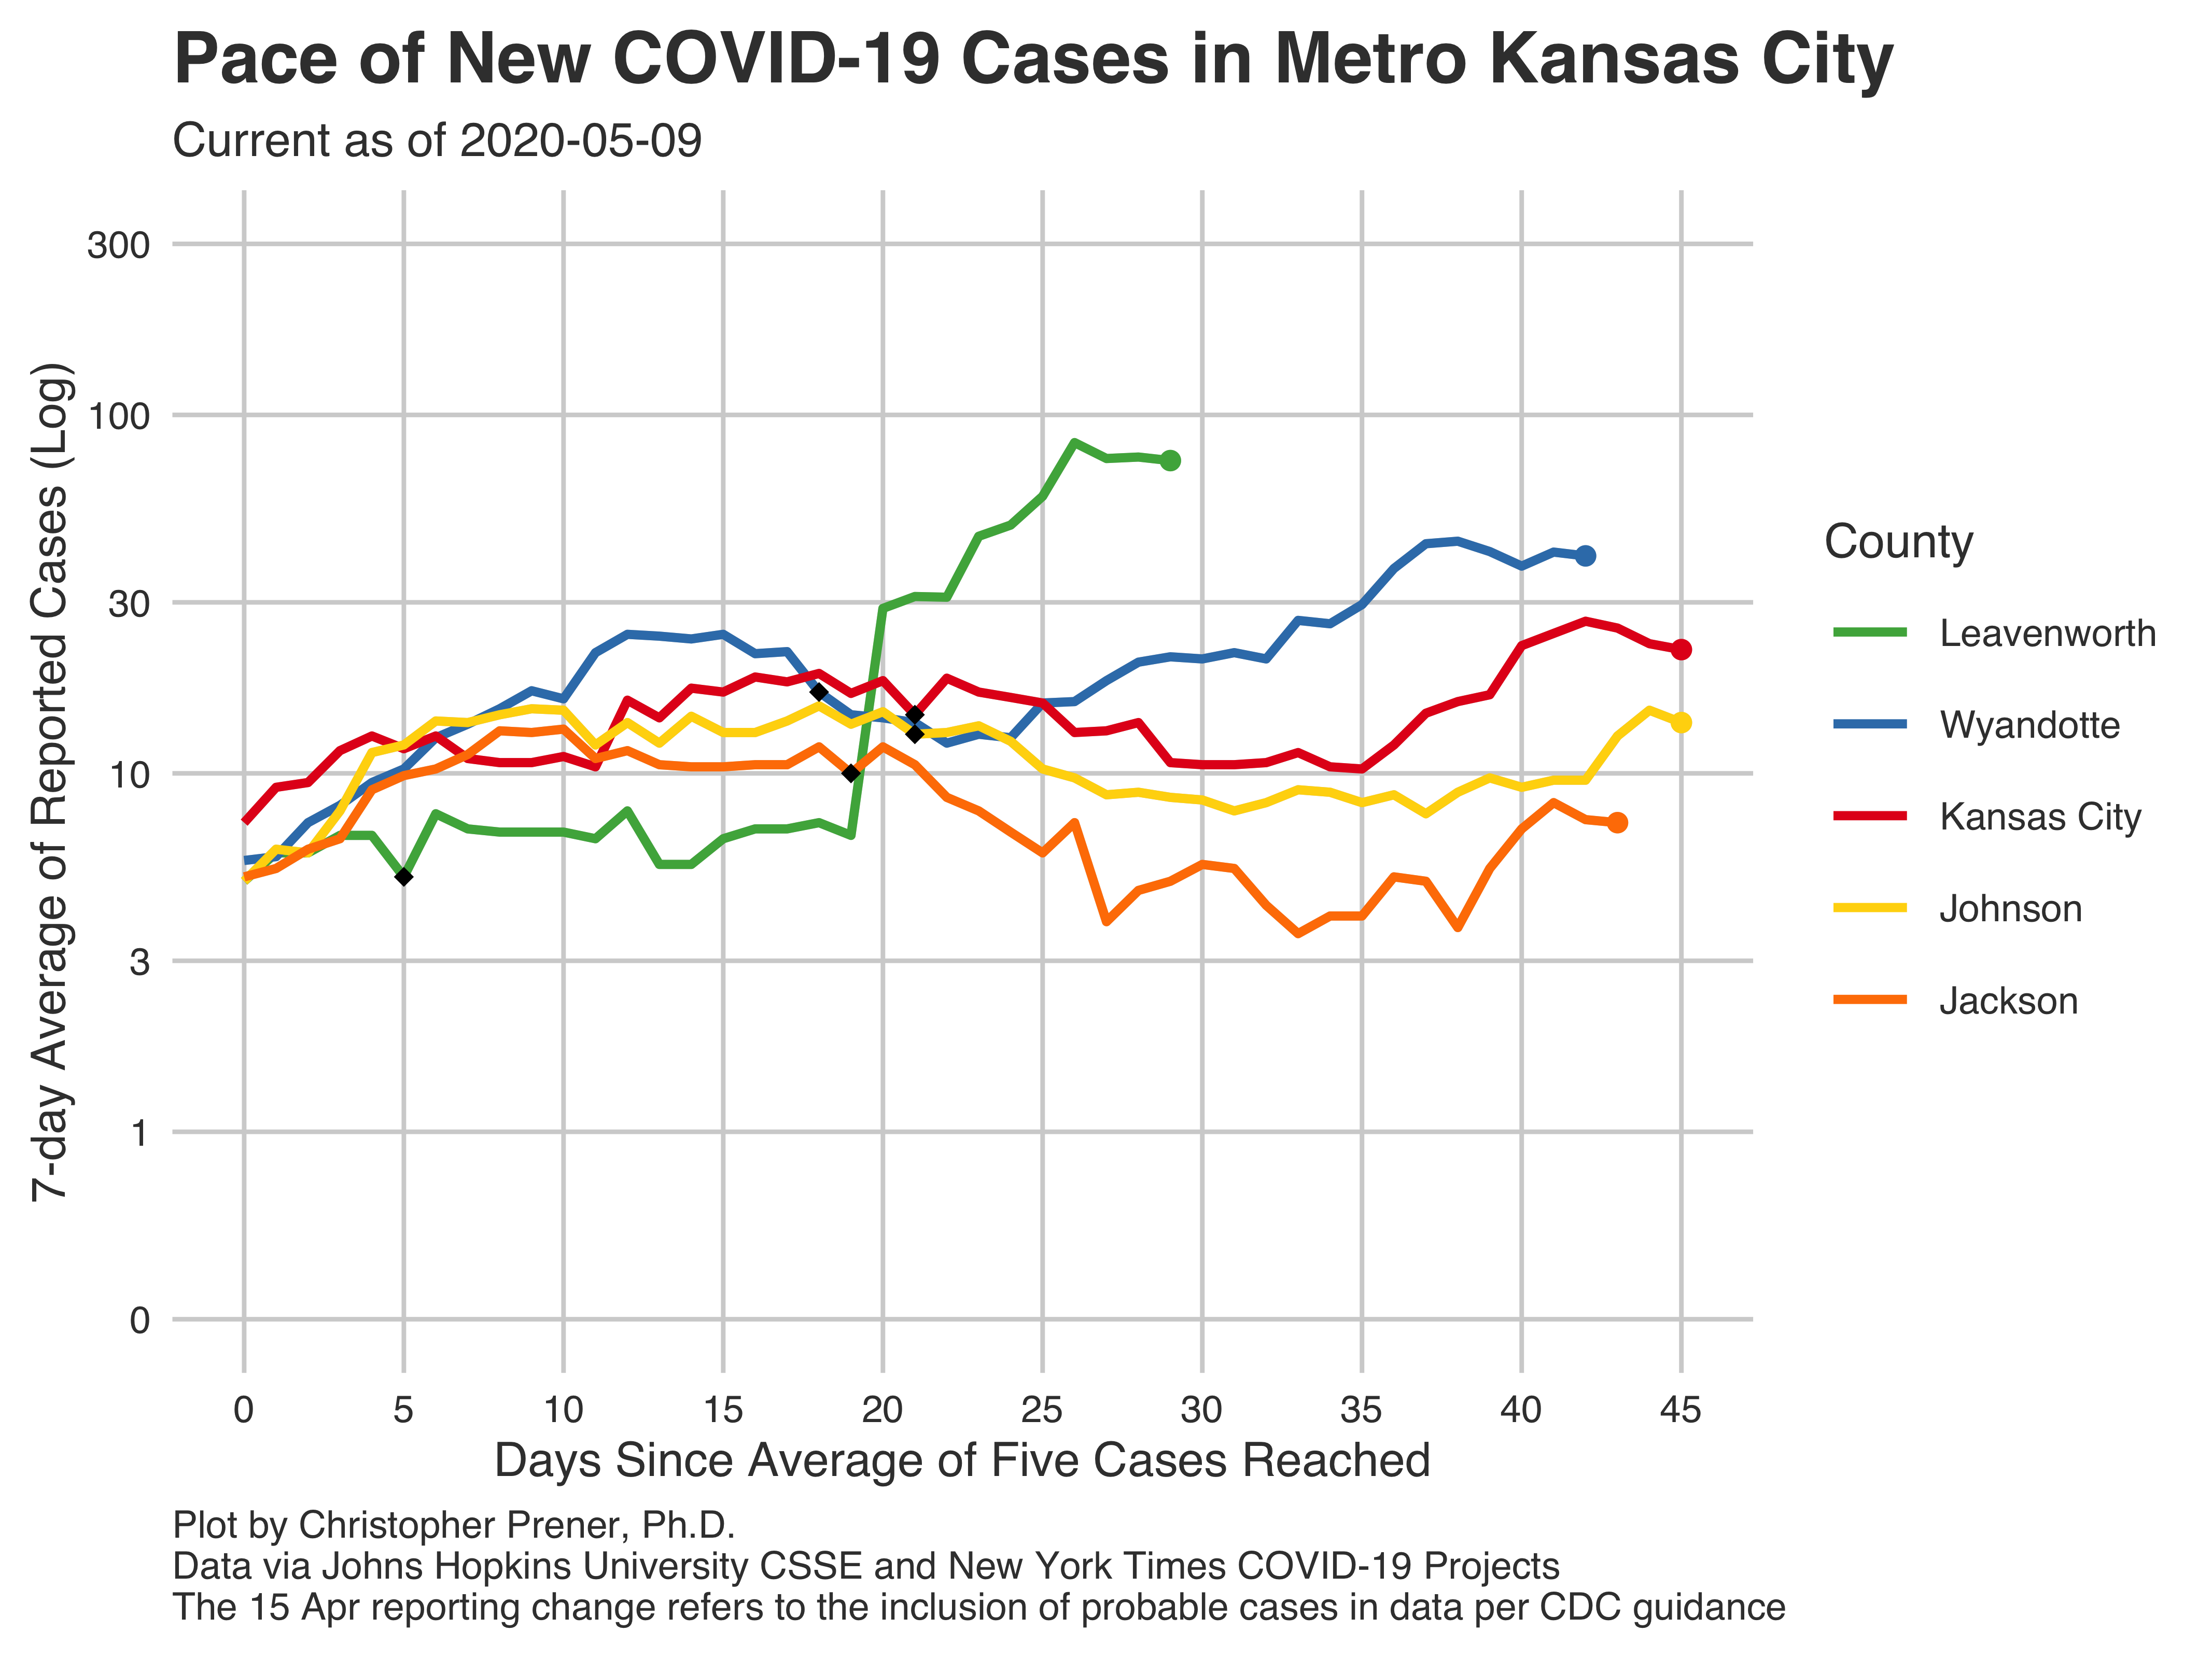 Pace of New COVID-19 Cases in Metro Kansas City
Current as of 2020-05-09
7-day Average of Reported Cases (Log)
300
100
30
10
3
1
0
0 5 10 15 20 25 30 35 40 45
Days Since Average of Five Cases Reached
County
Leavenworth
Wyandotte
Kansas City
Johnson
Jackson
Plot by Christopher Prener, Ph.D.
Data via Johns Hopkins University CSSE and New York Times COVID-19 Projects
The 15 Apr reporting change refers to the inclusion of probable cases in data per CDC guidance